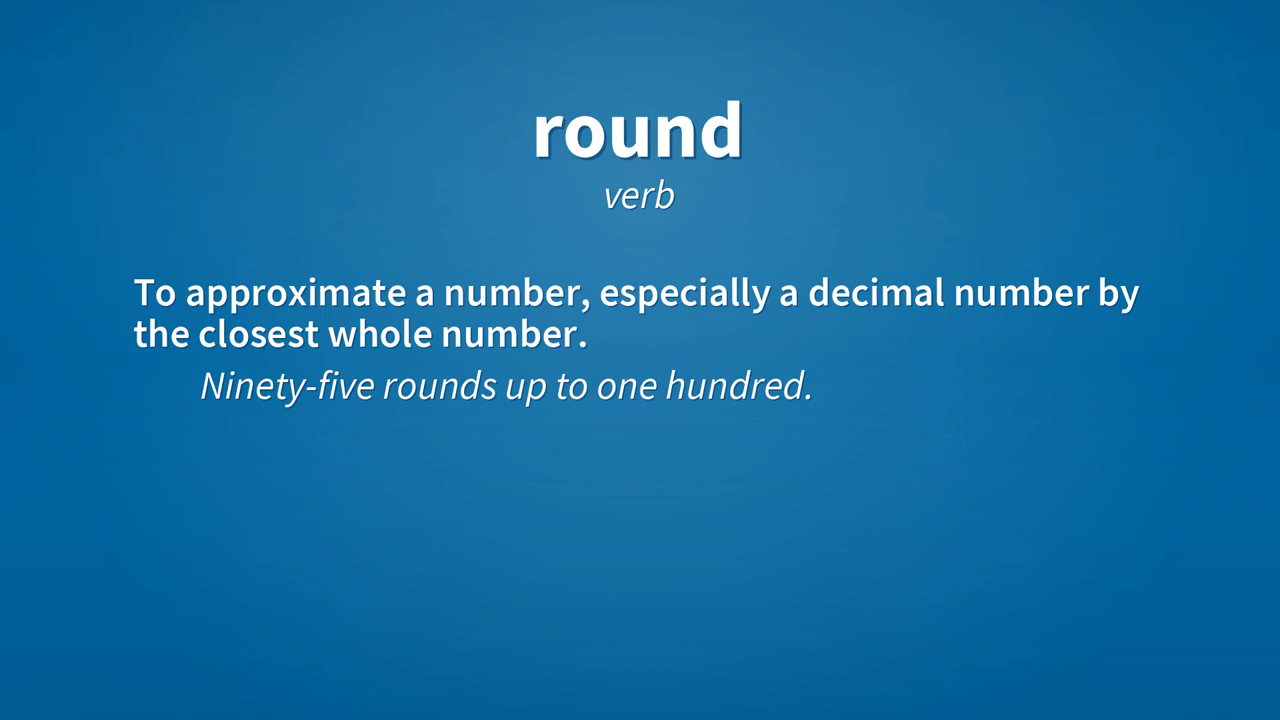 round
verb
To approximate a number, especially a decimal number by
the closest whole number.
Ninety-five rounds up to one hundred.